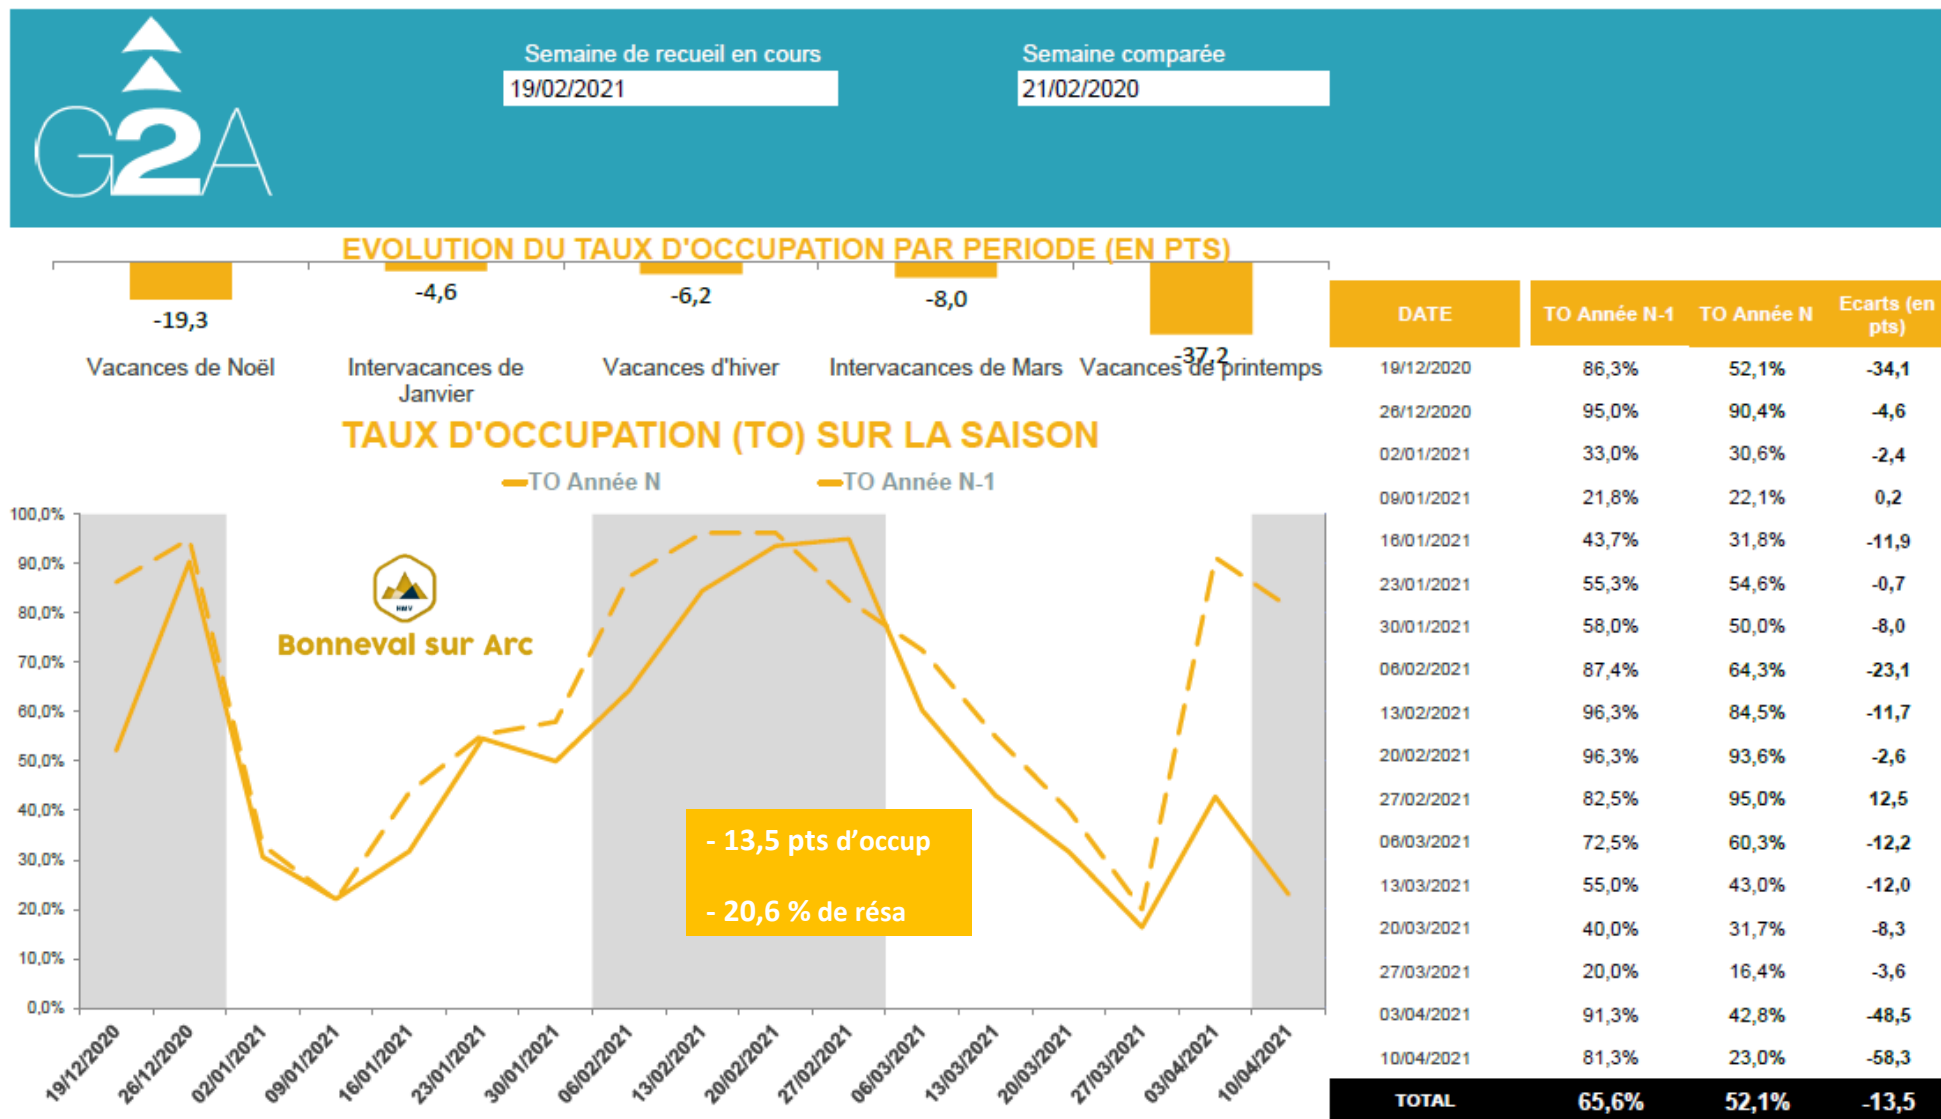 G2A
Semaine de recueil en cours
19/02/2021
Semaine comparée
21/02/2020
EVOLUTION DU TAUX D'OCCUPATION PAR PERIODE (EN PTS)
-19,3
-4,6
-6,2
-8,0
-37,2
Vacances de Noël
Intervacances de
Janvier
Vacances d'hiver
Intervacances de Mars
Vacances de printemps
TAUX D'OCCUPATION (TO) SUR LA SAISON
TO Année N
TO Année N-1
100,0%
90,0%
80,0%
70,0%
60,0%
50,0%
40,0%
30,0%
20,0%
10,0%
0,0%
HMV
Bonneval sur Arc
- 13,5 pts d’occup
- 20,6 % de résa
19/12/2020
26/12/2020
02/01/2021
09/01/2021
16/01/2021
23/01/2021
30/01/2021
06/02/2021
13/02/2021
20/02/2021
27/02/2021
06/03/2021
13/03/2021
20/03/2021
27/03/2021
03/04/2021
10/04/2021
DATE TO Année N-1 TO Année N Ecarts (en
pts)
19/12/2020 86,3% 52,1% -34,1
26/12/2020 95,0% 90,4% -4,6
02/01/2021 33,0% 30,6% -2,4
09/01/2021 21,8% 22,1% 0,2
16/01/2021 43,7% 31,8% -11,9
23/01/2021 55,3% 54,6% -0,7
30/01/2021 58,0% 50,0% -8,0
06/02/2021 87,4% 64,3% -23,1
13/02/2021 96,3% 84,5% -11,7
20/02/2021 96,3% 93,6% -2,6
27/02/2021 82,5% 95,0% 12,5
06/03/2021 72,5% 60,3% -12,2
13/03/2021 55,0% 43,0% -12,0
20/03/2021 40,0% 31,7% -8,3
27/03/2021 20,0% 16,4% -3,6
03/04/2021 91,3% 42,8% -48,5
10/04/2021 81,3% 23,0% -58,3
TOTAL 65,6% 52,1% -13,5